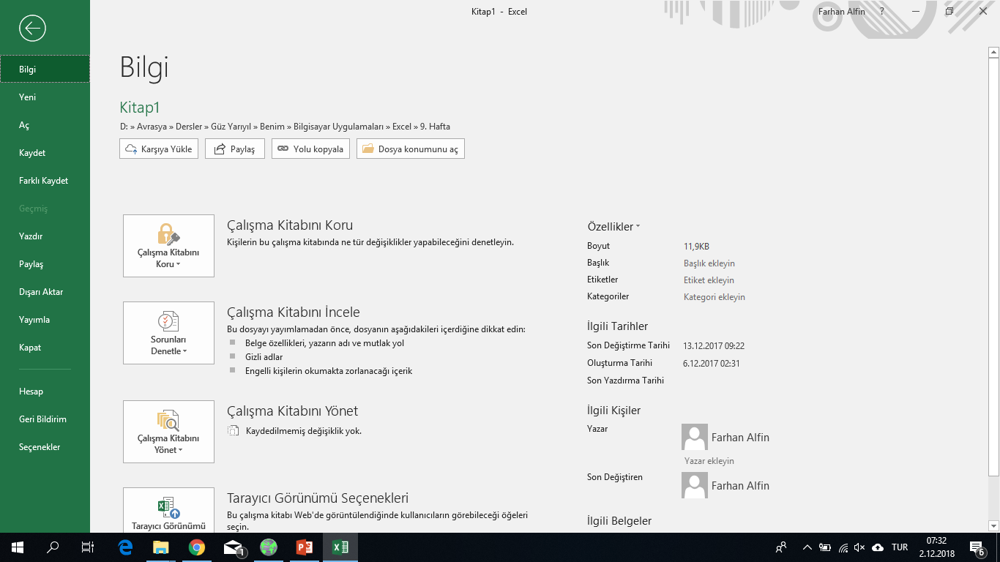 Kitap1 - Excel
Farhan Alfin
?
Bilgi
Yeni
Aç
Kaydet
Farklı Kaydet
Geçmiş
Yazdır
Paylaş
Dışarı Aktar
Yayımla
Kapat
Hesap
Geri Bildirim
Seçenekler
Bilgi
Kitap1
D: » Avrasya » Dersler » Güz Yarıyıl » Benim » Bilgisayar Uygulamaları » Excel » 9. Hafta
Karşıya Yükle
Paylaş
Yolu kopyala
Dosya konumunu aç
Çalışma Kitabını
Koru
Çalışma Kitabını Koru
Kişilerin bu çalışma kitabında ne tür değişiklikler yapabileceğini denetleyin.
Sorunları
Denetle
Çalışma Kitabını İncele
Bu dosyayı yayımlamadan önce, dosyanın aşağıdakileri içerdiğine dikkat edin:
Belge özellikleri, yazarın adı ve mutlak yol
Gizli adlar
Engelli kişilerin okumakta zorlanacağı içerik
Çalışma Kitabını
Yönet
Çalışma Kitabını Yönet
Kaydedilmemiş değişiklik yok.
Tarayıcı Görünümü
Tarayıcı Görünümü Seçenekleri
Bu çalışma kitabı Web'de görüntülendiğinde kullanıcıların görebileceği öğeleri
seçin.
Özellikler
Boyut 11,9KB
Başlık Başlık ekleyin
Etiketler Etiket ekleyin
Kategoriler Kategori ekleyin
İlgili Tarihler
Son Değiştirme Tarihi 13.12.2017 09:22
Oluşturma Tarihi 6.12.2017 02:31
Son Yazdırma Tarihi
İlgili Kişiler
Yazar
Farhan Alfin
Yazar ekleyin
Son Değiştiren
Farhan Alfin
İlgili Belgeler
1
TUR
07:32
2.12.2018
6